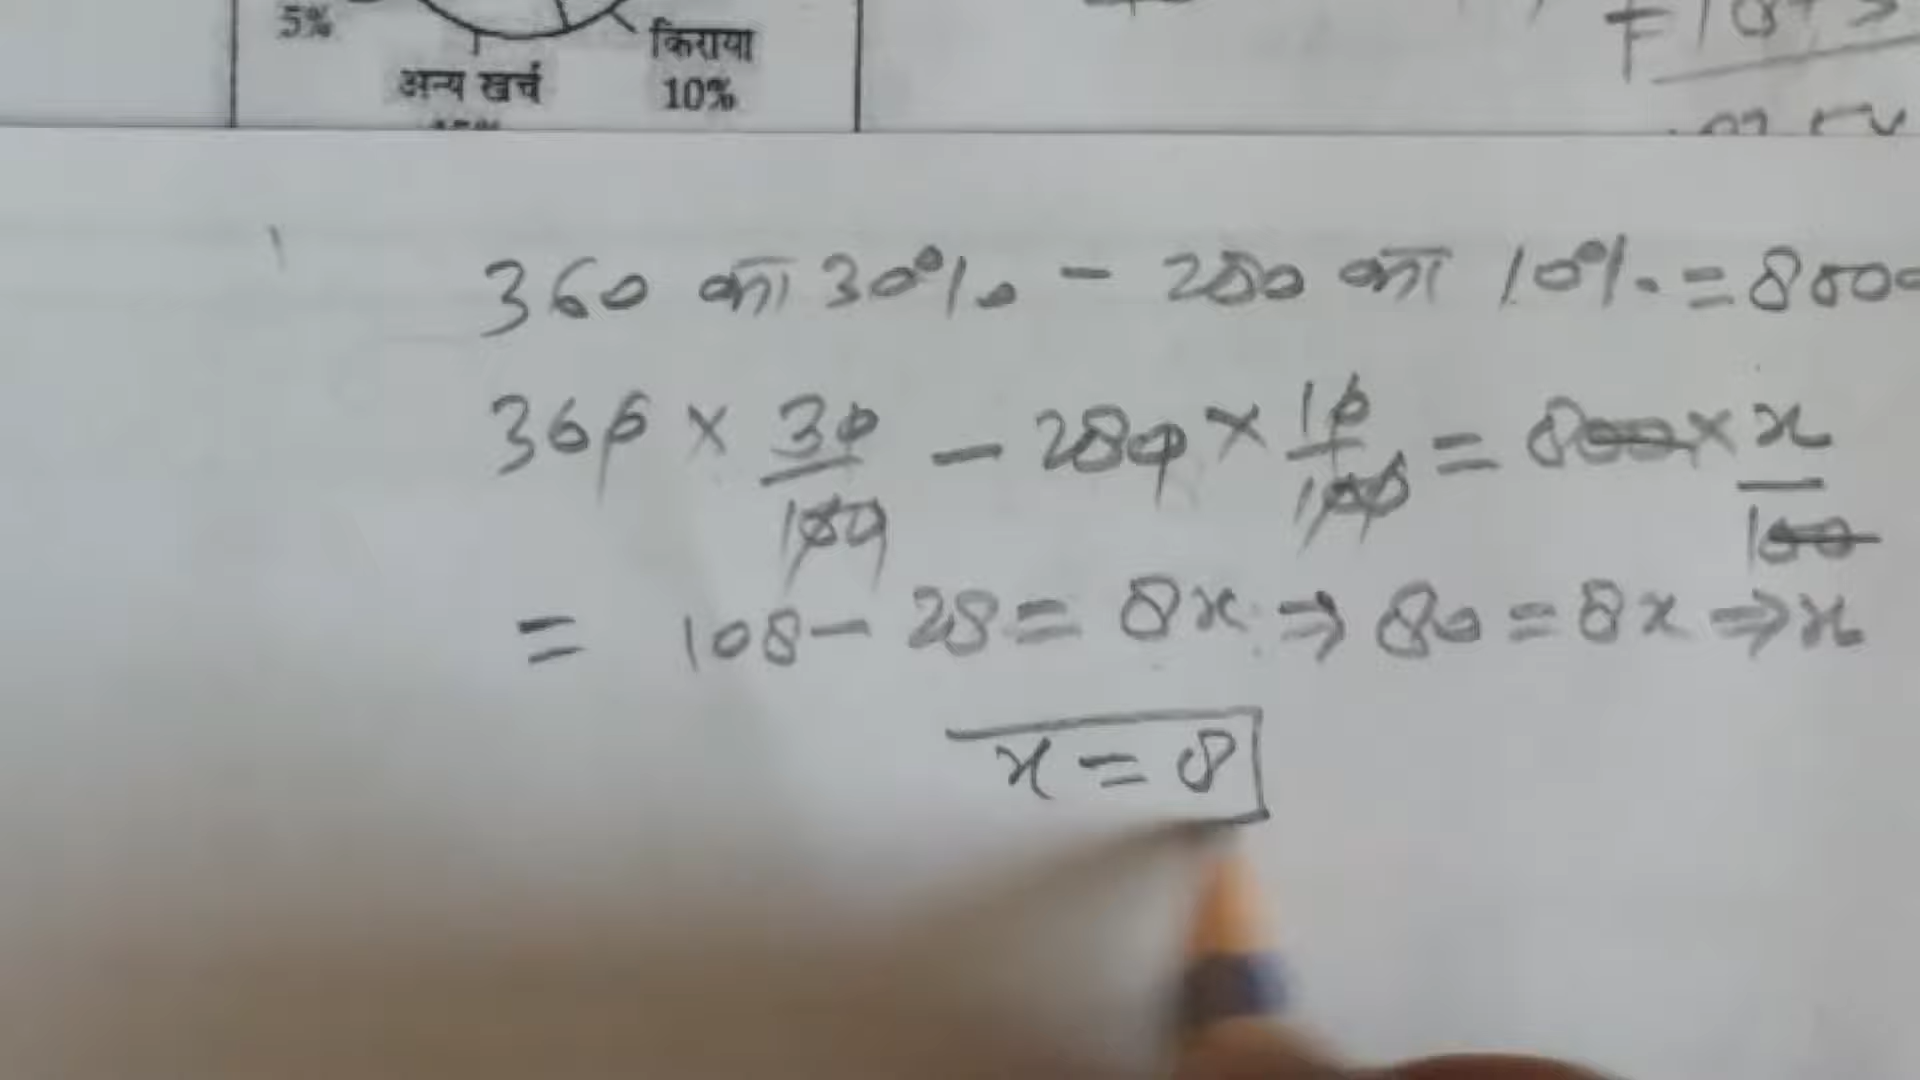 5%
किराया
अन्य खर्च
10%
360 का 30% - 280 का 10% = 800
360 × 30/100 - 280 × 10/100 = 800 × x/100
= 108 - 28 = 8x ⇒ 80 = 8x ⇒ x
x = 8